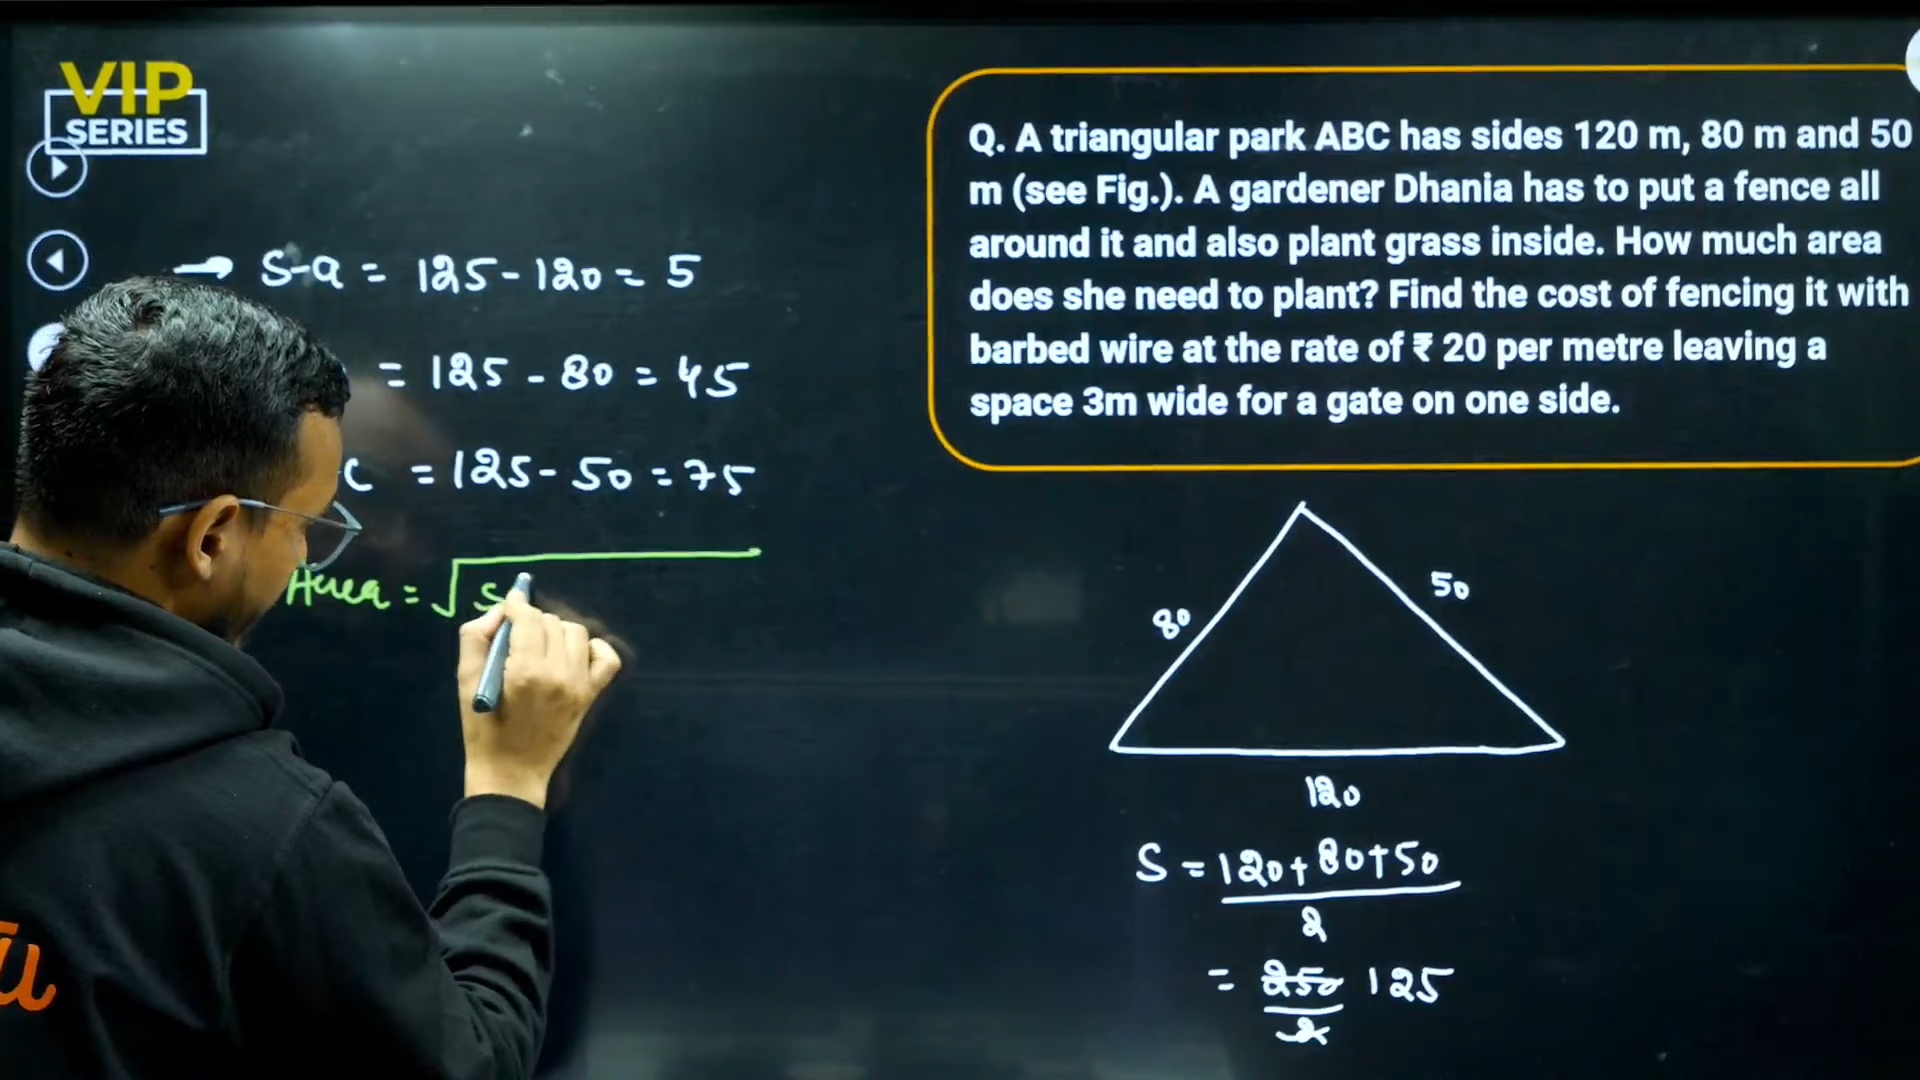 VIP
SERIES
→ S-a = 125-120 = 5
= 125 - 80 = 45
c = 125- 50 = 75
Area = √s
Q. A triangular park ABC has sides 120 m, 80 m and 50
m (see Fig.). A gardener Dhania has to put a fence all
around it and also plant grass inside. How much area
does she need to plant? Find the cost of fencing it with
barbed wire at the rate of ₹ 20 per metre leaving a
space 3m wide for a gate on one side.
80
50
120
S = 120+80+50
2
= 250 125
2